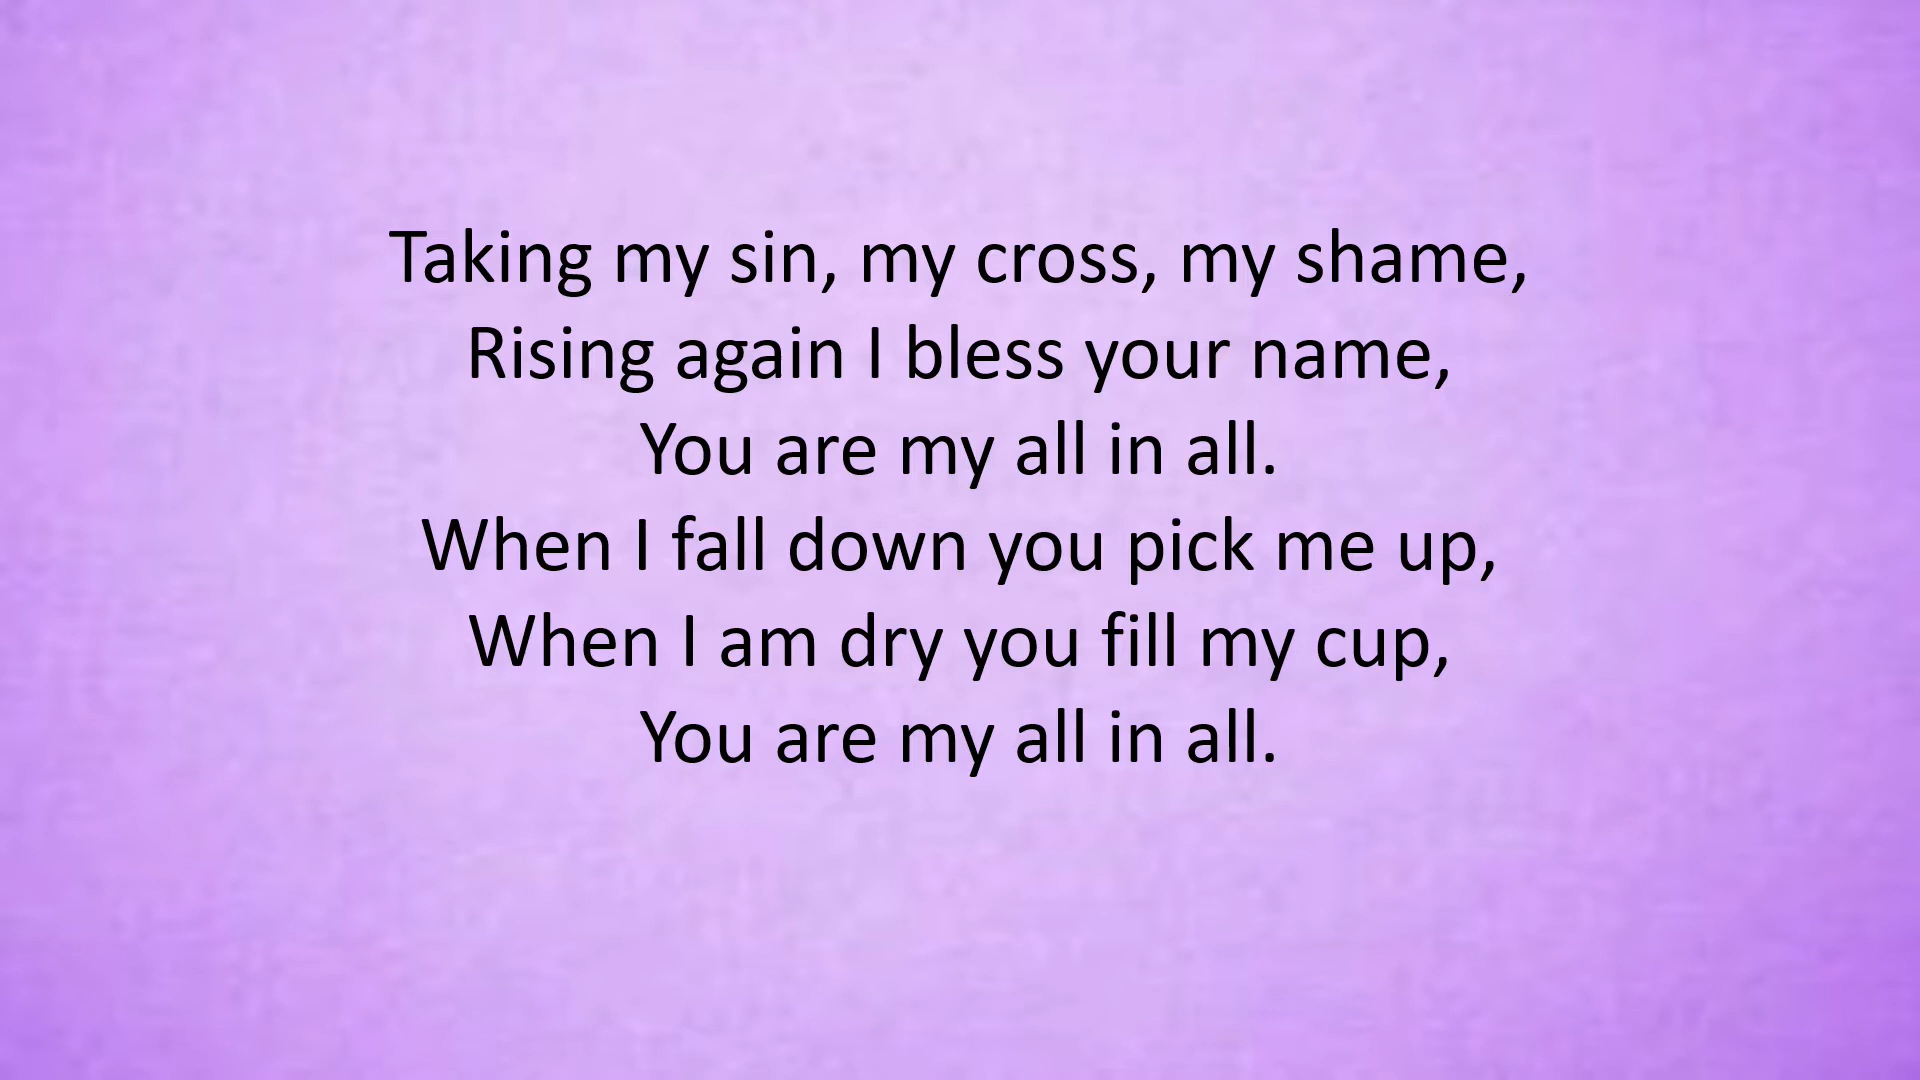 Taking my sin, my cross, my shame,
Rising again I bless your name,
You are my all in all.
When I fall down you pick me up,
When I am dry you fill my cup,
You are my all in all.